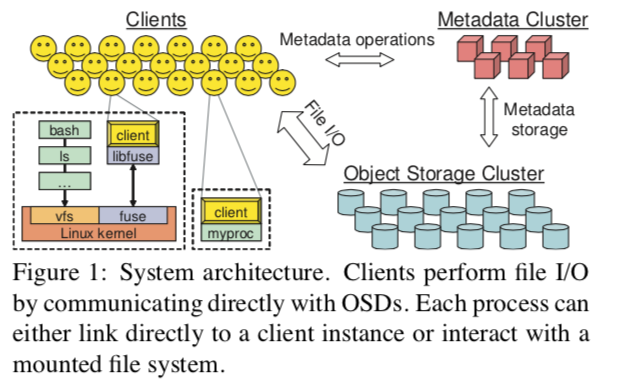 Clients
Metadata Cluster
Metadata operations
File I/O
Metadata
storage
Object Storage Cluster
bash
ls
...
client
libfuse
vfs
fuse
Linux kernel
client
myproc
Figure 1: System architecture. Clients perform file I/O
by communicating directly with OSDs. Each process can
either link directly to a client instance or interact with a
mounted file system.